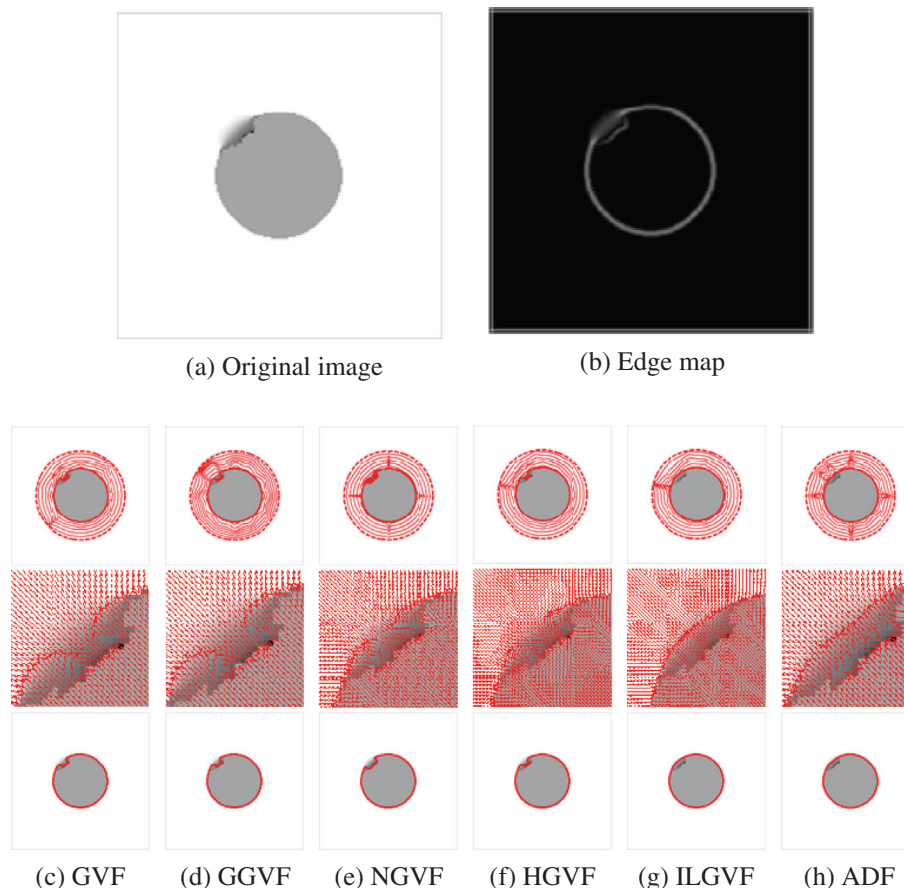 (a) Original image
(b) Edge map
(c) GVF
(d) GGVF
(e) NGVF
(f) HGVF
(g) ILGVF
(h) ADF